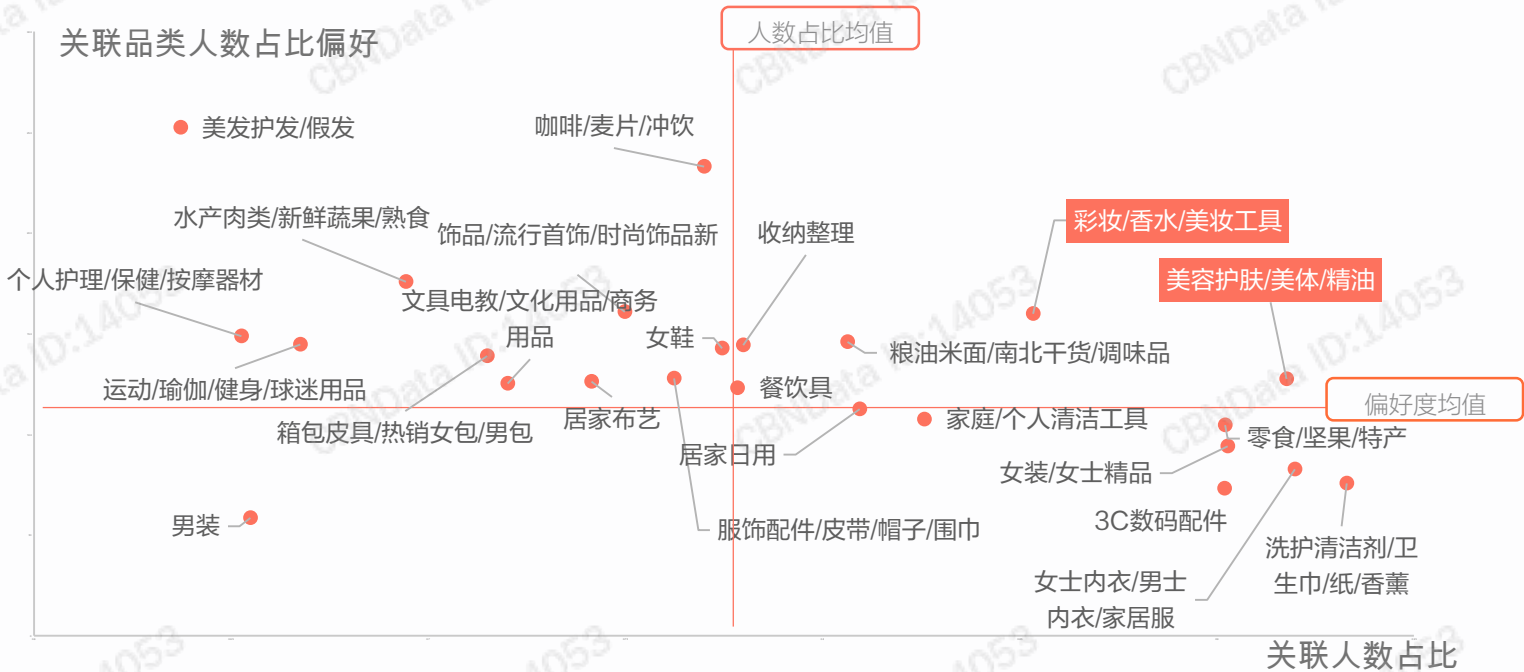 关联品类人数占比偏好
人数占比均值
美发护发/假发
咖啡/麦片/冲饮
水产肉类/新鲜蔬果/熟食
饰品/流行首饰/时尚饰品新
收纳整理
彩妆/香水/美妆工具
个人护理/保健/按摩器材
美容护肤/美体/精油
文具电教/文化用品/商务
用品
女鞋
粮油米面/南北干货/调味品
运动/瑜伽/健身/球迷用品
餐饮具
偏好度均值
箱包皮具/热销女包/男包
居家布艺
家庭/个人清洁工具
零食/坚果/特产
居家日用
女装/女士精品
男装
服饰配件/皮带/帽子/围巾
3C数码配件
洗护清洁剂/卫
生巾/纸/香薰
女士内衣/男士
内衣/家居服
关联人数占比
CBNData ID:14053